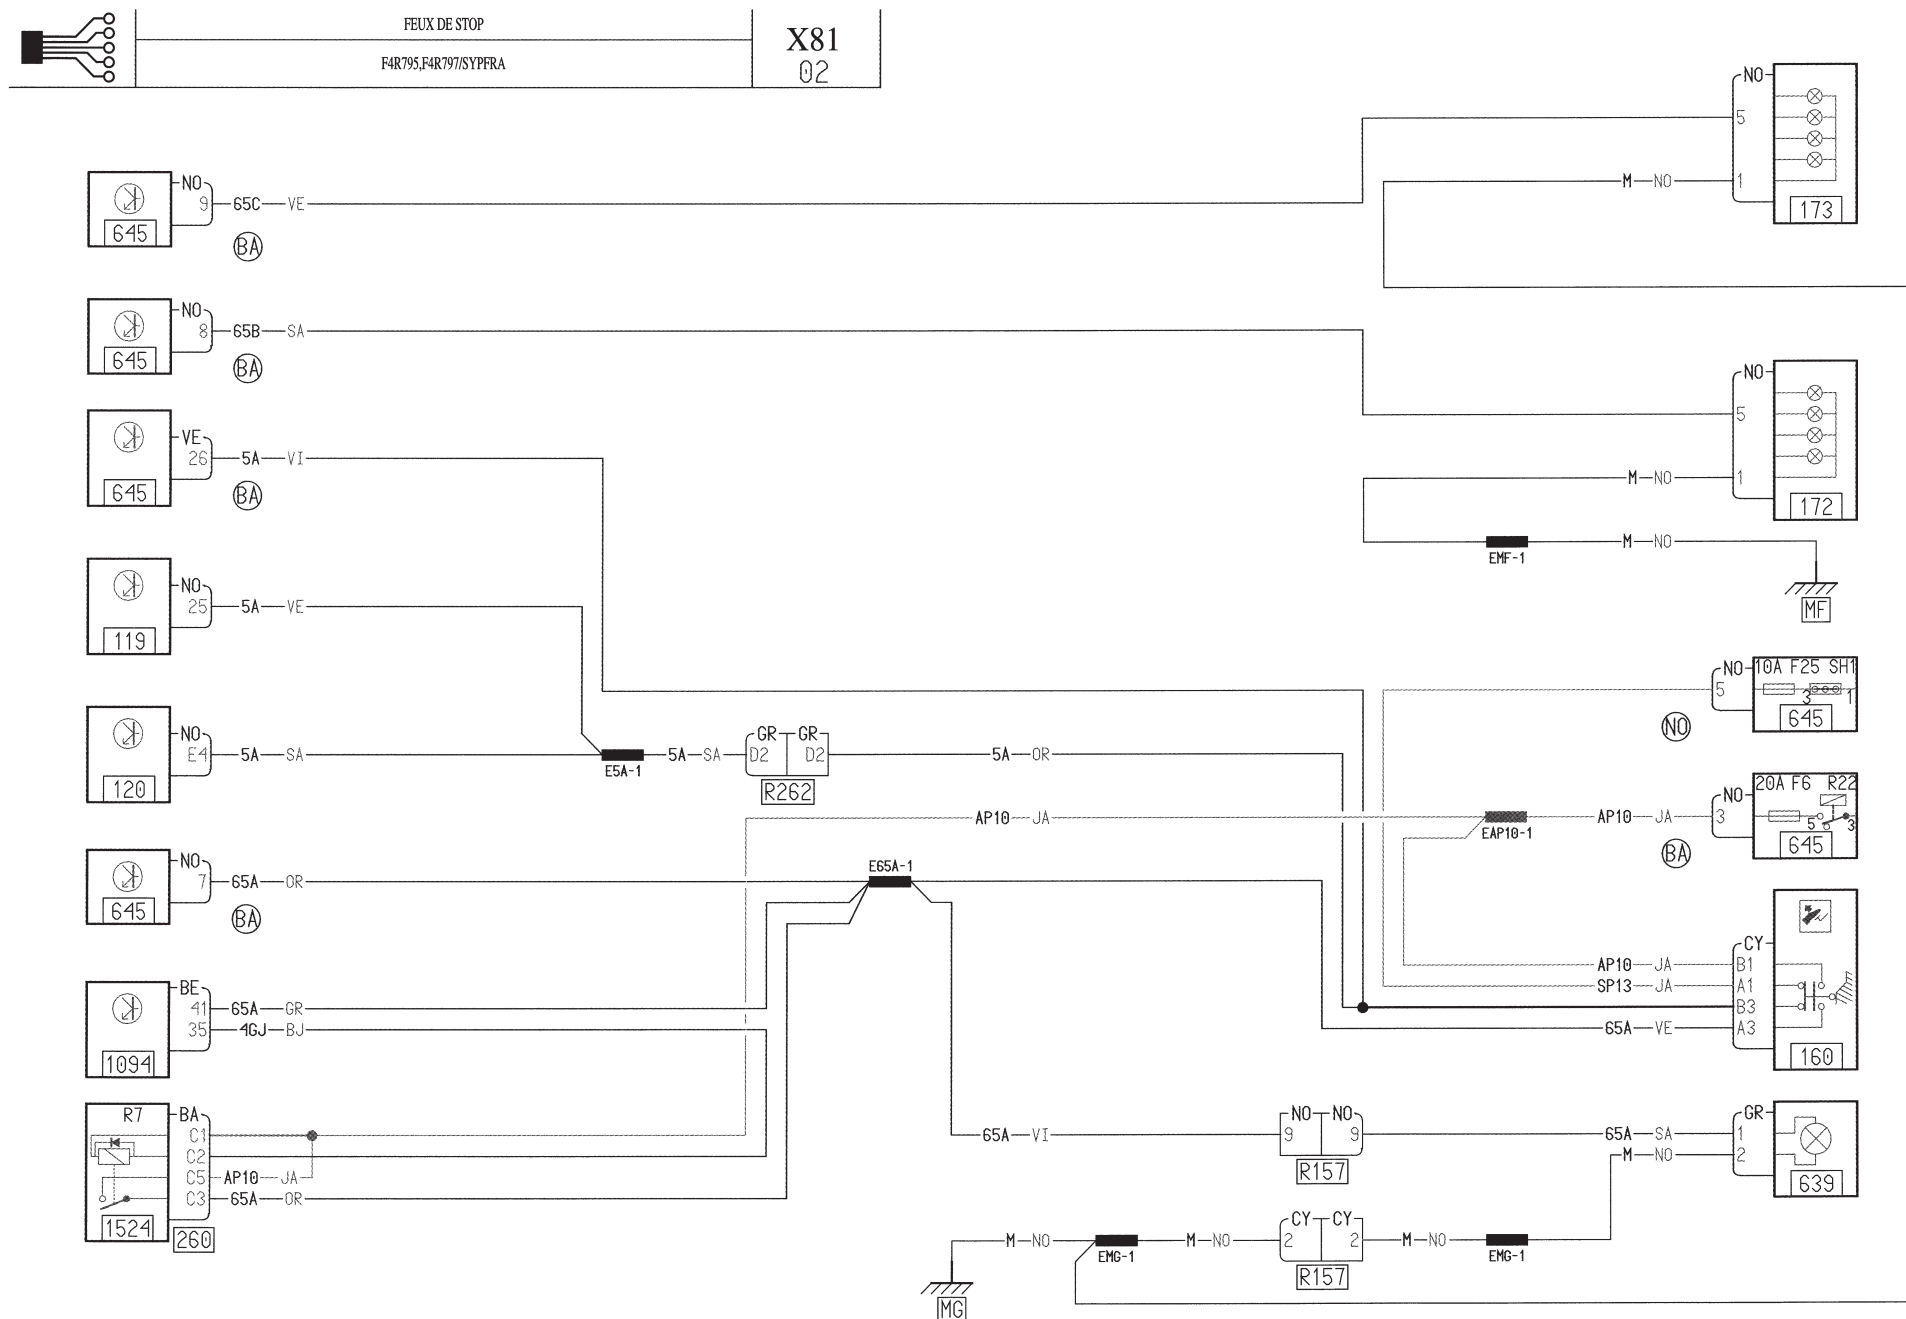 FEUX DE STOP
F4R795,F4R797/SYPFRA
X81
02
NO
9 65C VE
645
BA
NO
5
M NO 1
173
NO
8 65B SA
645
BA
VE
26 5A VI
645
BA
NO
5
M NO 1
172
EMF-1
M NO
MF
NO
25 5A VE
119
NO
E4 5A SA
120
E5A-1
5A SA
GR GR
D2 D2
R262
5A OR
NO 10A F25 SH1
5
3 1
645
NO
AP10 JA
EAP10-1
AP10 JA
NO 20A F6 R22
3
5 3
645
BA
NO
7 65A OR
645
BA
E65A-1
CY
AP10 JA B1
SP13 JA A1
B3
65A VE A3
160
BE
41 65A GR
35 4GJ BJ
1094
R7 BA
C1
C2
C5 AP10 JA
C3 65A OR
1524
260
65A VI
NO NO
9 9
R157
65A SA
M NO
GR
1
2
639
M NO
EMG-1
M NO
CY CY
2 2
R157
M NO
EMG-1
MG